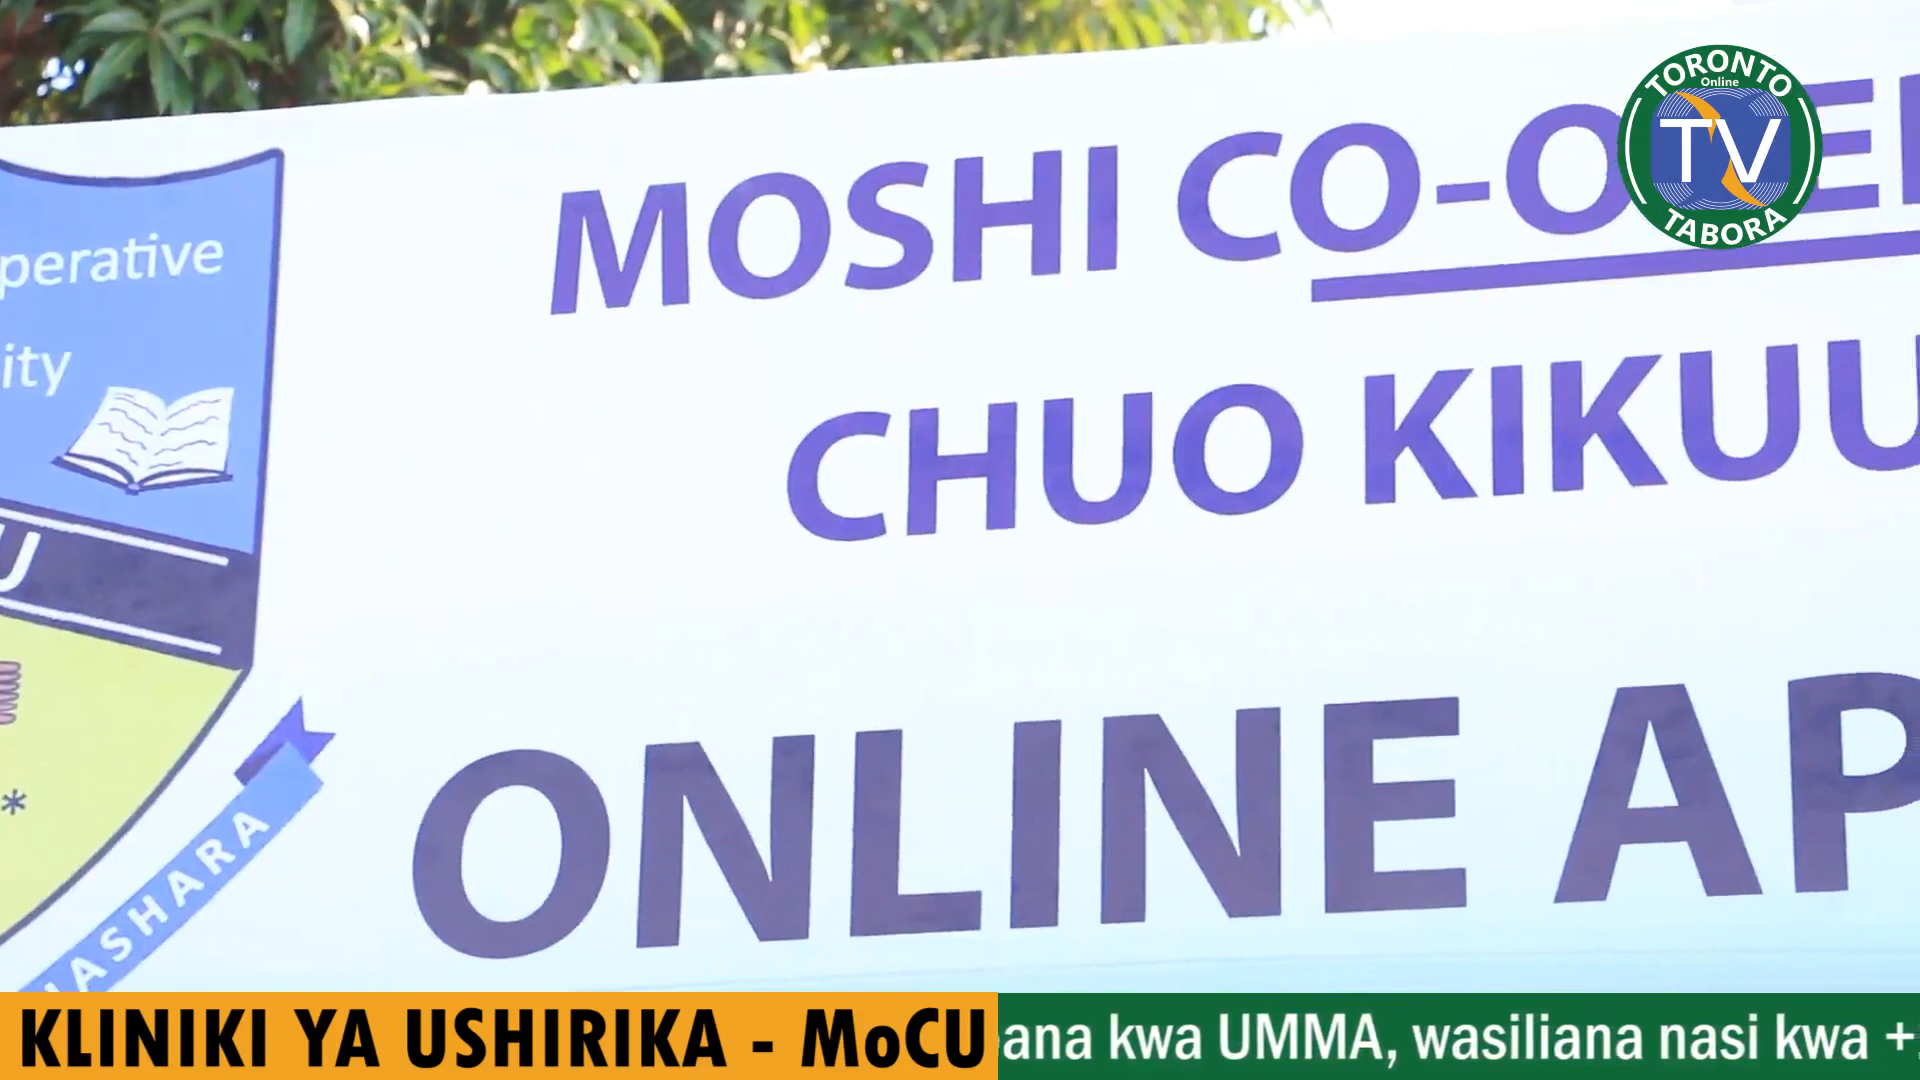 TORONTO
Online
TV
TABORA
MOSHI CO-O
CHUO KIKUU
ONLINE AP
perative
ity
U
ASHARA
KLINIKI YA USHIRIKA - MoCU
ana kwa UMMA, wasiliana nasi kwa +